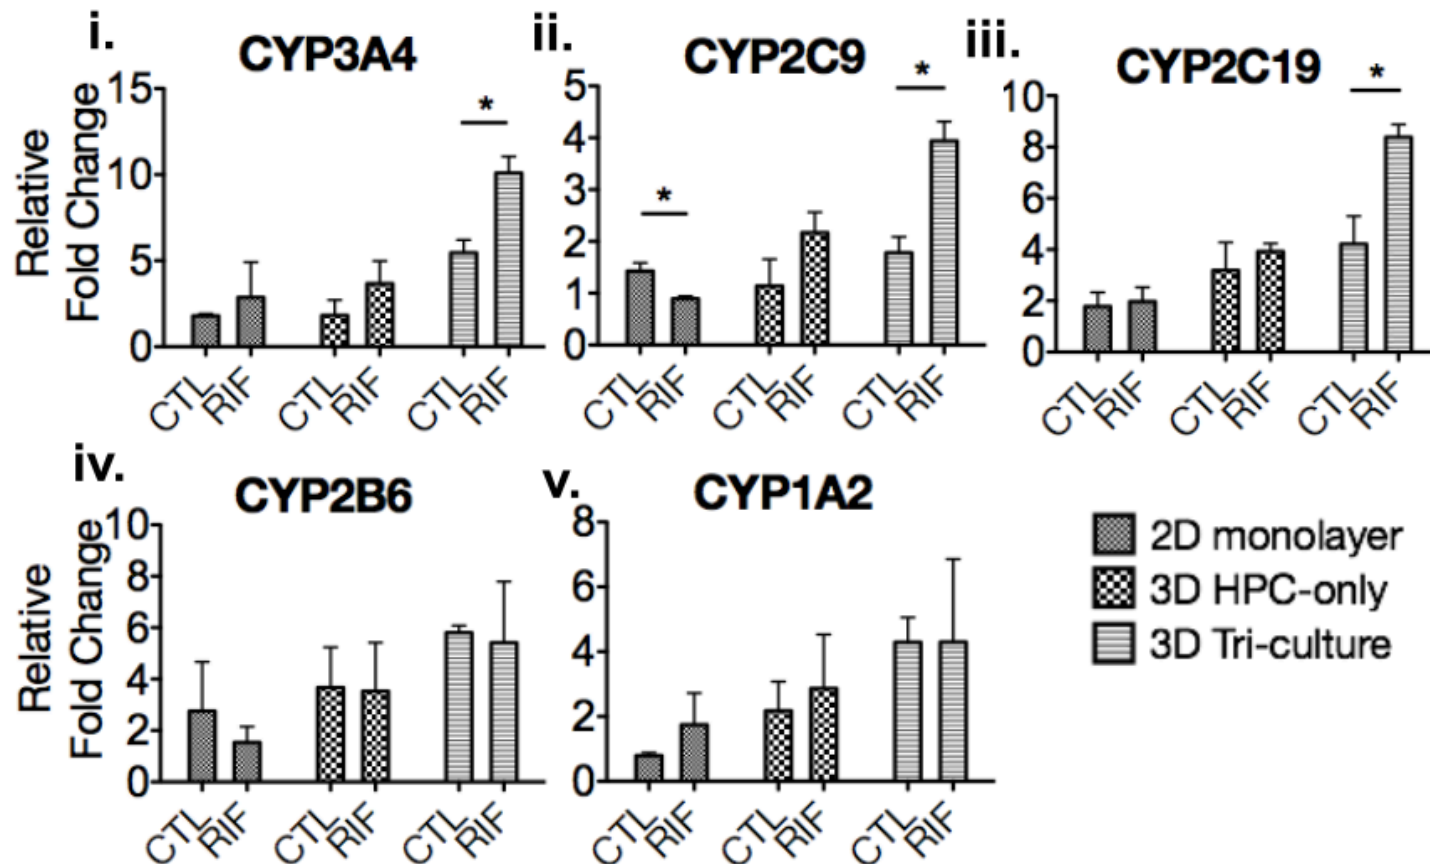 i.
CYP3A4
*
15
10
5
0
Relative
Fold Change
CTL RIF CTL RIF CTL RIF
ii.
CYP2C9
*
*
5
4
3
2
1
0
CTL RIF CTL RIF CTL RIF
iii.
CYP2C19
*
10
8
6
4
2
0
CTL RIF CTL RIF CTL RIF
iv.
CYP2B6
10
8
6
4
2
0
Relative
Fold Change
CTL RIF CTL RIF CTL RIF
v.
CYP1A2
8
6
4
2
0
CTL RIF CTL RIF CTL RIF
2D monolayer
3D HPC-only
3D Tri-culture